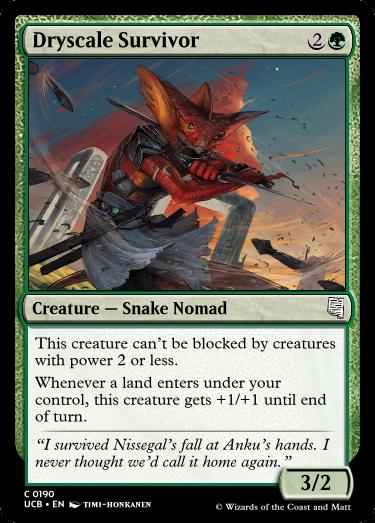 Dryscale Survivor 2
Creature — Snake Nomad
This creature can't be blocked by creatures
with power 2 or less.
Whenever a land enters under your
control, this creature gets +1/+1 until end
of turn.
“I survived Nissegal’s fall at Anku’s hands. I
never thought we’d call it home again.”
3/2
C 0190
UCB • EN TIMI-HONKANEN
© Wizards of the Coast and Matt